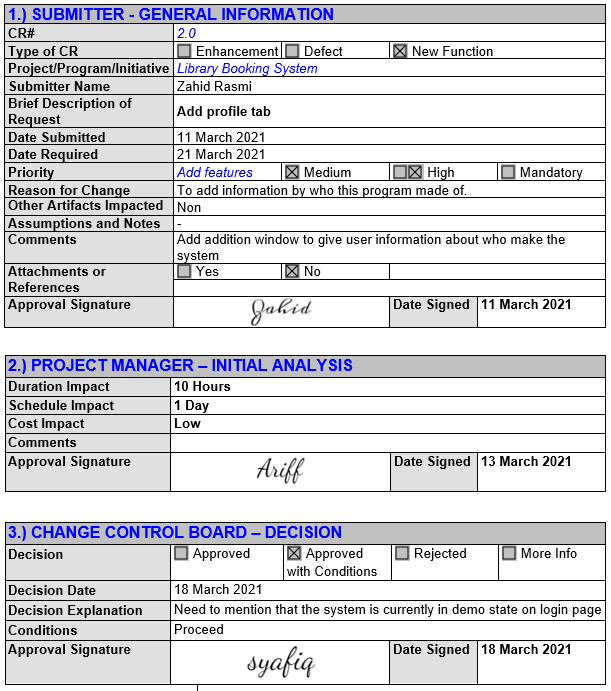 1.) SUBMITTER - GENERAL INFORMATION
CR# 2.0
Type of CR Enhancement Defect New Function
Project/Program/Initiative Library Booking System
Submitter Name Zahid Rasmi
Brief Description of
Request
Add profile tab
Date Submitted 11 March 2021
Date Required 21 March 2021
Priority Add features Medium High Mandatory
Reason for Change To add information by who this program made of.
Other Artifacts Impacted Non
Assumptions and Notes -
Comments Add addition window to give user information about who make the
system
Attachments or
References
Yes No
Approval Signature Zahid Date Signed 11 March 2021
2.) PROJECT MANAGER – INITIAL ANALYSIS
Duration Impact 10 Hours
Schedule Impact 1 Day
Cost Impact Low
Comments
Approval Signature Ariff Date Signed 13 March 2021
3.) CHANGE CONTROL BOARD – DECISION
Decision Approved Approved
with Conditions
Rejected More Info
Decision Date 18 March 2021
Decision Explanation Need to mention that the system is currently in demo state on login page
Conditions Proceed
Approval Signature syafiq Date Signed 18 March 2021